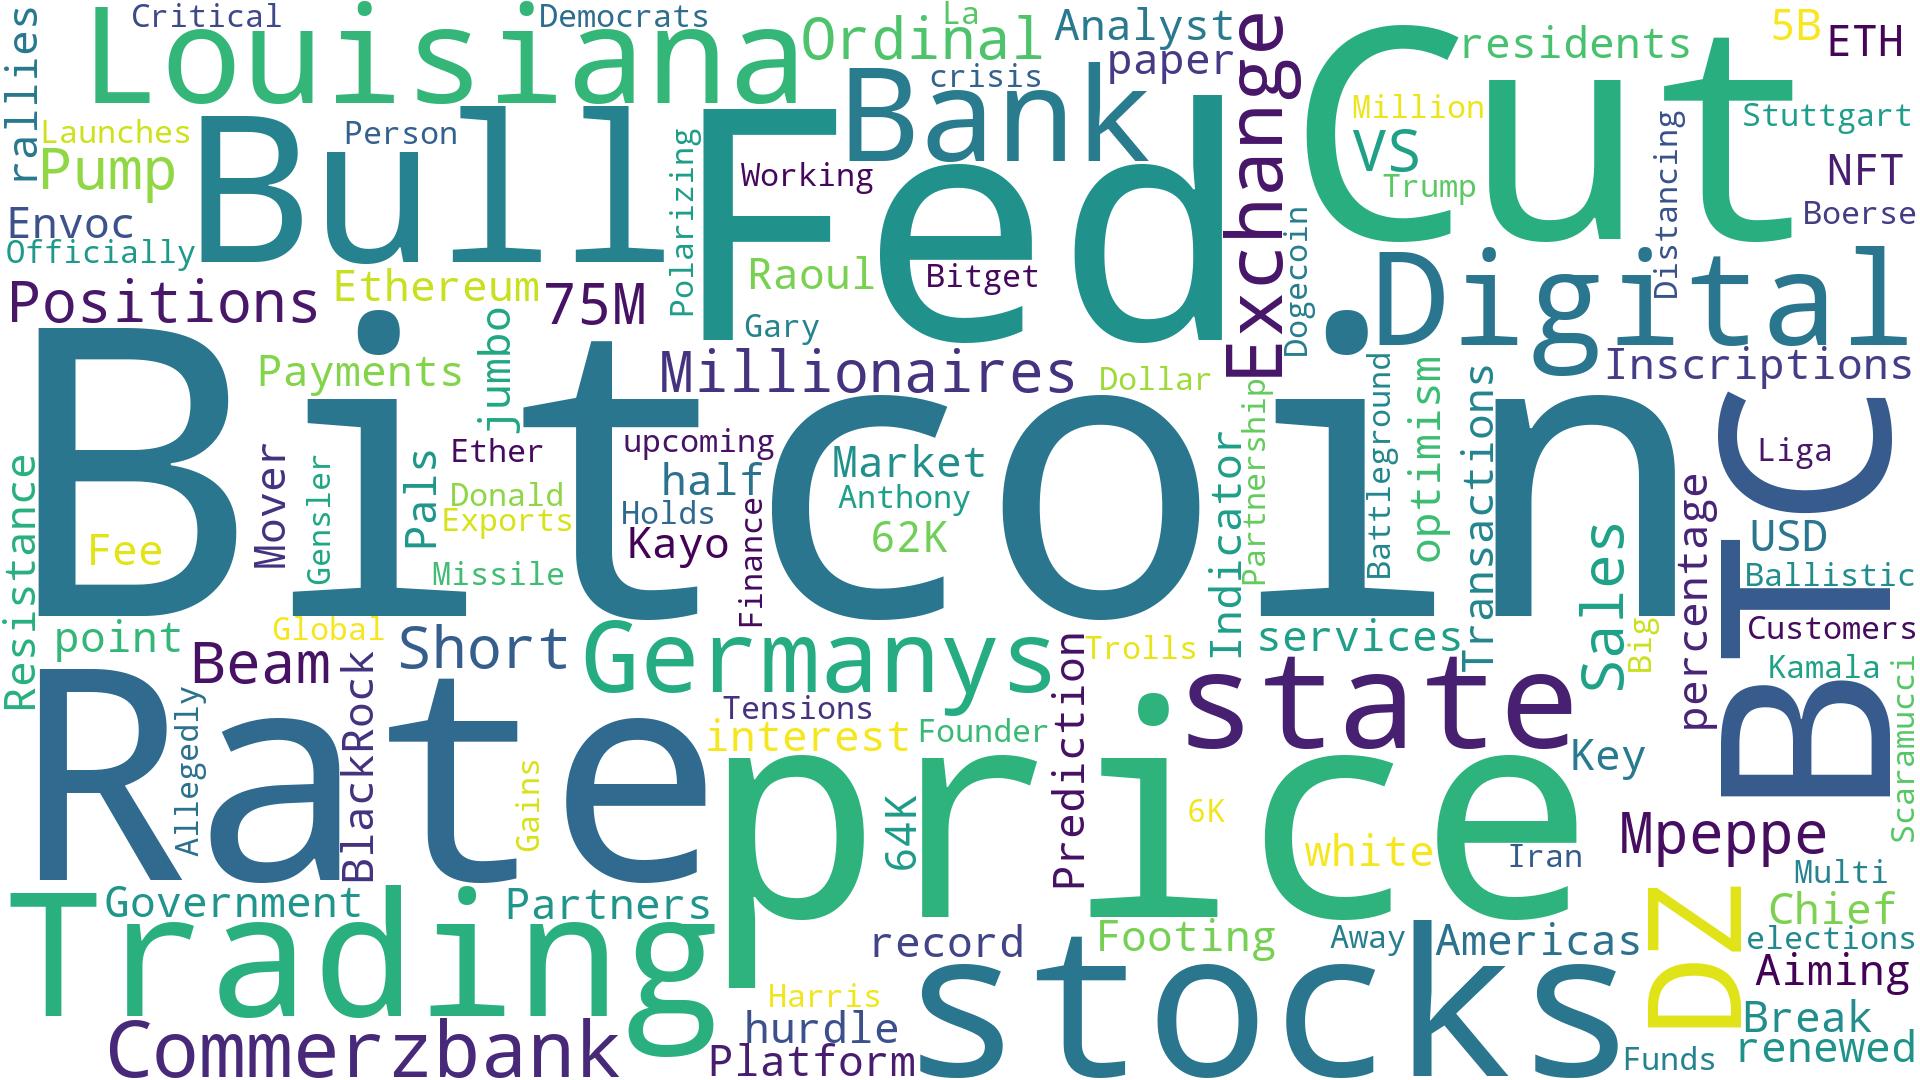 rallies
Critical
Louisiana
Democrats
La
Ordinal
Analyst
paper
Exchange
Cut
residents
5B
ETH
Launches
Pump
Person
Bull
Polarizing
Fed
crisis
Bank
Working
Million
VS
Trump
Distancing
Stuttgart
NFT
Boerse
Envoc
Officially
Positions
Ethereum
75M
Raoul
Bitget
Gary
Dogecoin
Digital
Payments
jumbo
Millionaires
Dollar
Inscriptions
Bitcoin
Resistance
Fee
Mover
Gensler
Pals
Ether
Donald
Exports
Missile
upcoming
half
Holds
Kayo
Finance
Market
Anthony
62K
Indicator
Partnership
Battleground
optimism
Transactions
Sales
percentage
BTC
Liga
USD
Ballistic
point
Global
Beam
Short
Germanys
Trolls
services
Big
Customers
Kamala
Scaramucci
Rate
Allegedly
BlackRock
Gains
Tensions
interest
Founder
Prediction
state
Key
price
64K
6K
white
Iran
Mpeppe
Multi
Trading
Government
Partners
record
Footing
Away
Americas
DZ
Chief
elections
Aiming
Commerzbank
Harris
hurdle
Platform
stocks
Break
Funds
renewed